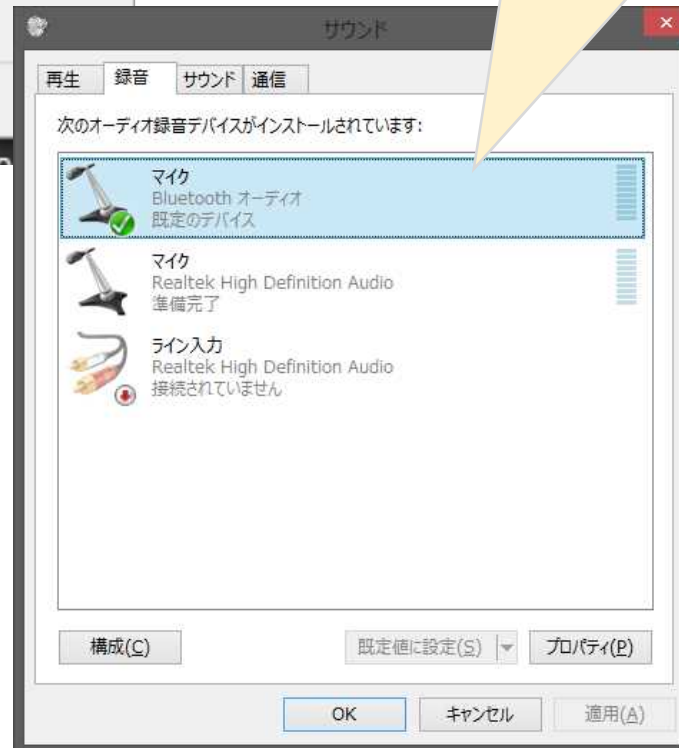 サウンド
再生 録音 サウンド 通信
次のオーディオ録音デバイスがインストールされています:
マイク
Bluetooth オーディオ
既定のデバイス
マイク
Realtek High Definition Audio
準備完了
ライン入力
Realtek High Definition Audio
接続されていません
構成(C) 既定値に設定(S) プロパティ(P)
OK キャンセル 適用(A)